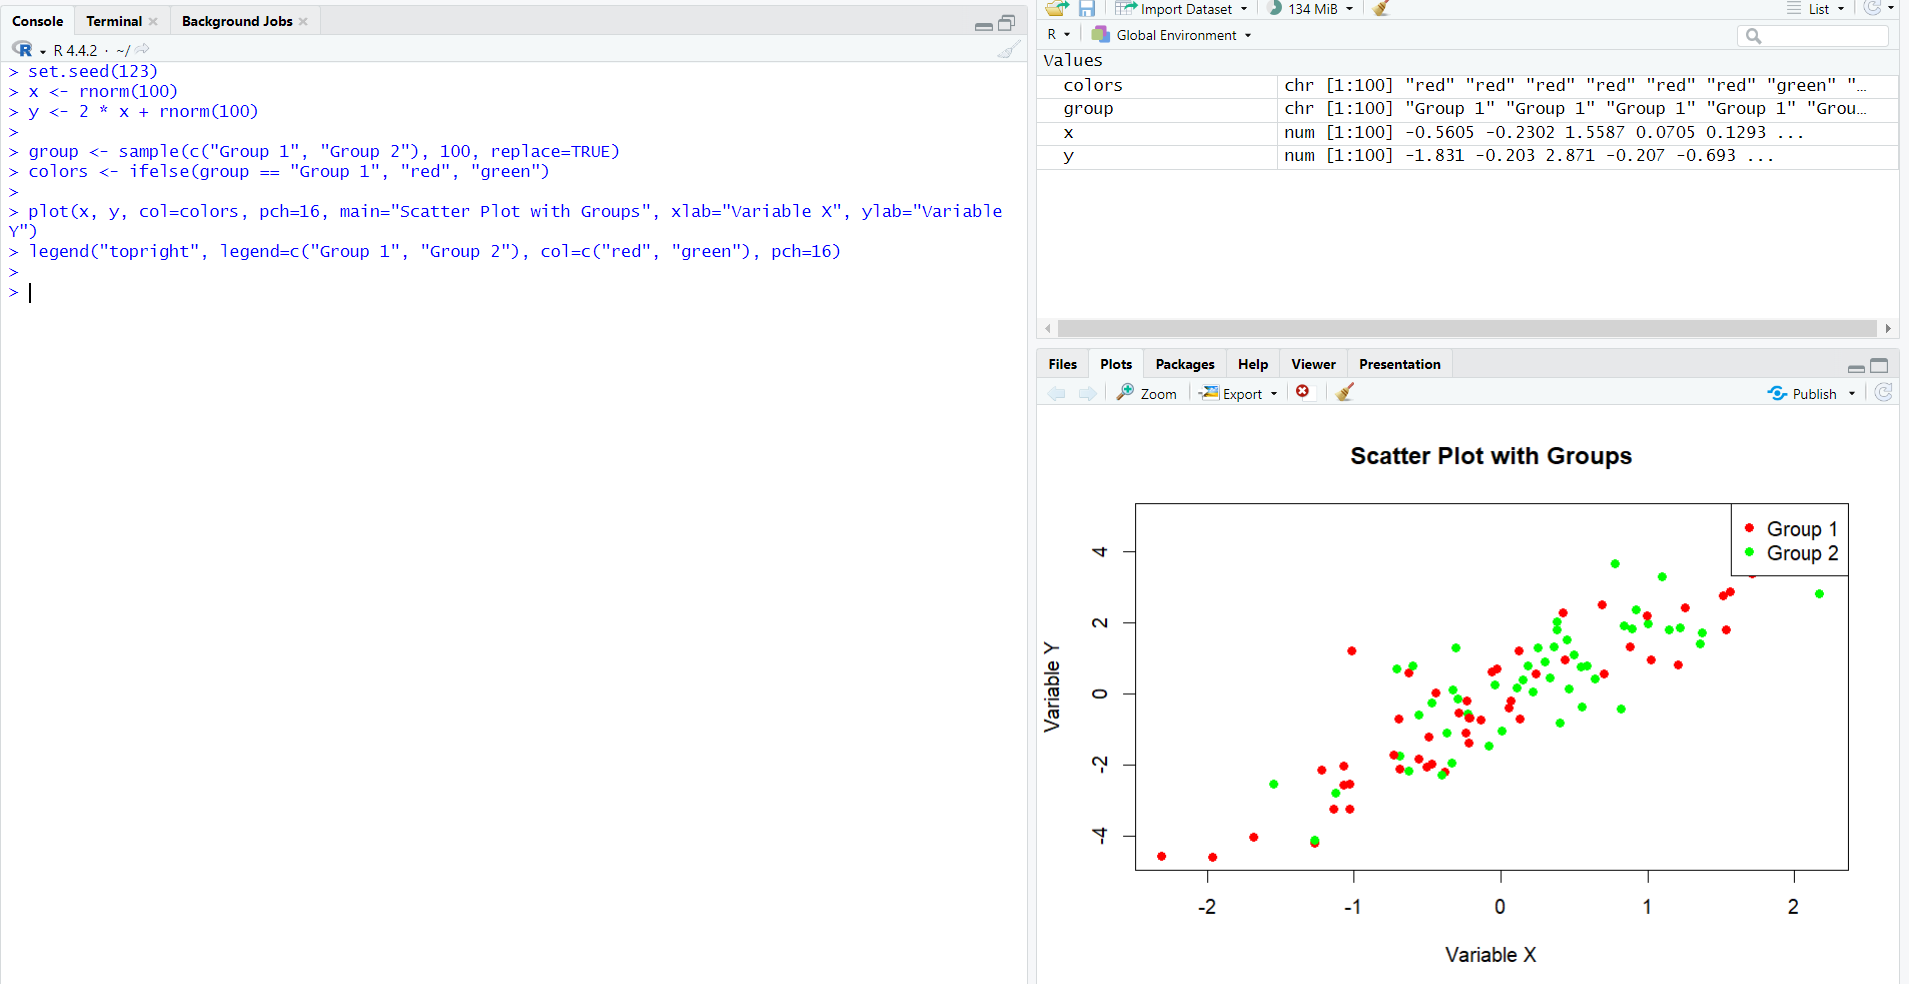 Console Terminal Background Jobs
R 4.4.2 · ~/
> set.seed(123)
> x <- rnorm(100)
> y <- 2 * x + rnorm(100)
>
> group <- sample(c("Group 1", "Group 2"), 100, replace=TRUE)
> colors <- ifelse(group == "Group 1", "red", "green")
>
> plot(x, y, col=colors, pch=16, main="Scatter Plot with Groups", xlab="Variable X", ylab="Variable
Y")
> legend("topright", legend=c("Group 1", "Group 2"), col=c("red", "green"), pch=16)
>
>
Import Dataset 134 MiB List
R Global Environment
Values
colors chr [1:100] "red" "red" "red" "red" "red" "red" "green" "…
group chr [1:100] "Group 1" "Group 1" "Group 1" "Group 1" "Grou…
x num [1:100] -0.5605 -0.2302 1.5587 0.0705 0.1293 ...
y num [1:100] -1.831 -0.203 2.871 -0.207 -0.693 ...
Files Plots Packages Help Viewer Presentation
Zoom Export Publish
Scatter Plot with Groups
Group 1
Group 2
4
2
0
-2
-4
Variable Y
-2 -1 0 1 2
Variable X